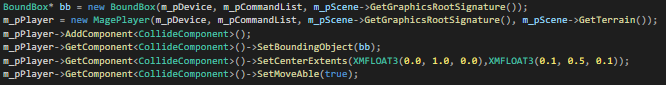 BoundBox* bb = new BoundBox(m_pDevice, m_pCommandList, m_pScene->GetGraphicsRootSignature());
m_pPlayer = new MagePlayer(m_pDevice, m_pCommandList, m_pScene->GetGraphicsRootSignature(), m_pScene->GetTerrain());
m_pPlayer->AddComponent<CollideComponent>();
m_pPlayer->GetComponent<CollideComponent>()->SetBoundingObject(bb);
m_pPlayer->GetComponent<CollideComponent>()->SetCenterExtents(XMFLOAT3(0.0, 1.0, 0.0),XMFLOAT3(0.1, 0.5, 0.1));
m_pPlayer->GetComponent<CollideComponent>()->SetMoveAble(true);